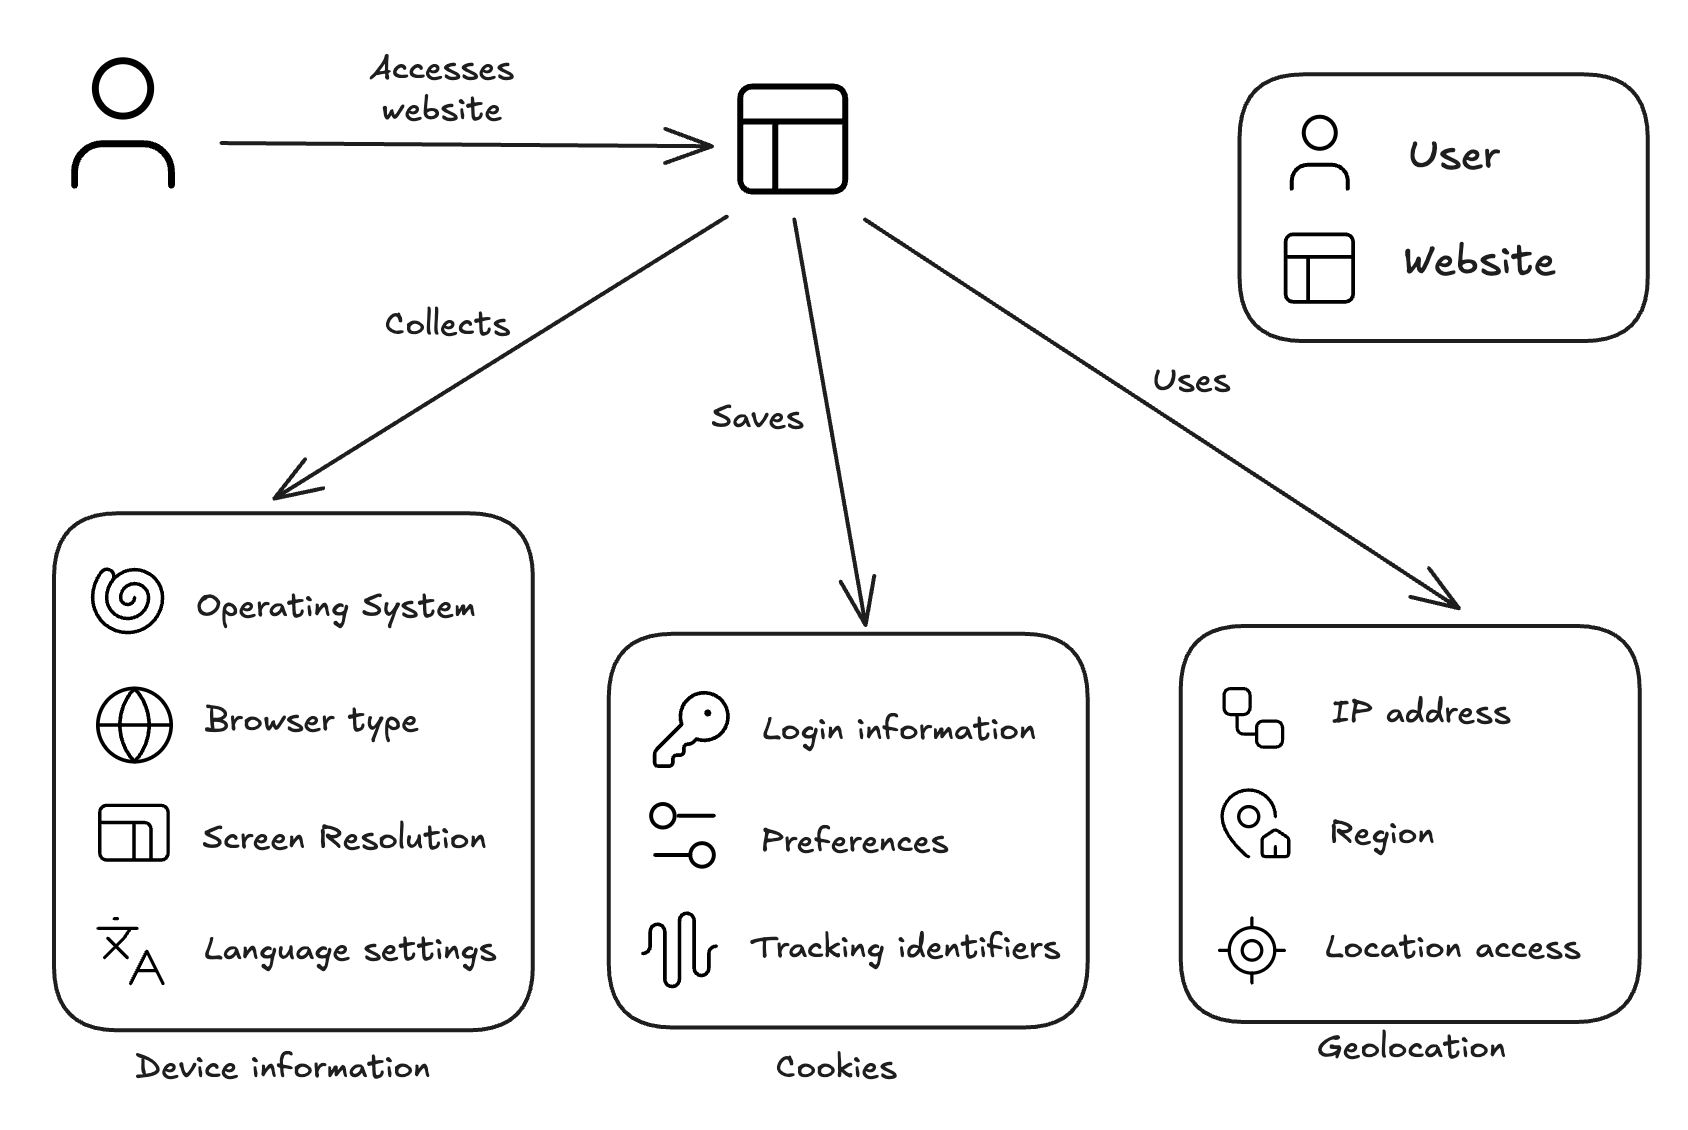 Accesses
website
User
Website
Collects
Uses
Saves
Operating System
Browser type
Screen Resolution
Language settings
Device information
Login information
Preferences
Tracking identifiers
Cookies
IP address
Region
Location access
Geolocation